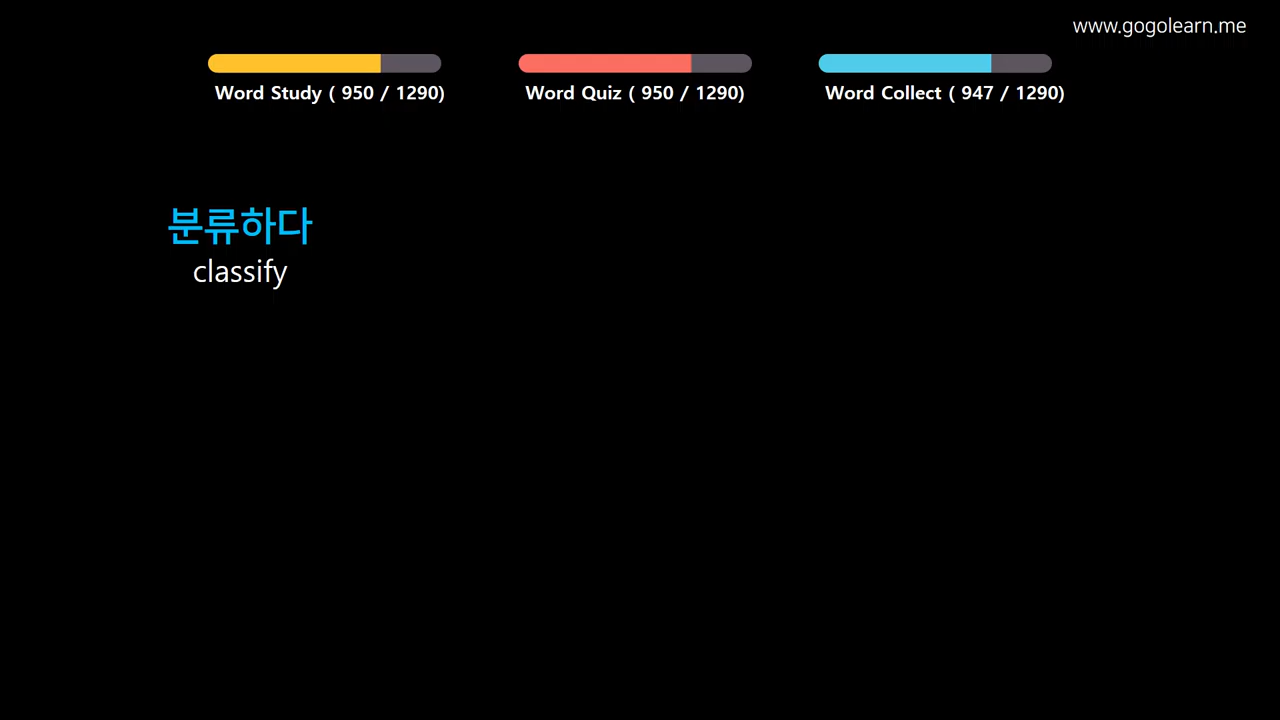 www.gogolearn.me
Word Study ( 950 / 1290)
Word Quiz ( 950 / 1290)
Word Collect ( 947 / 1290)
분류하다
classify